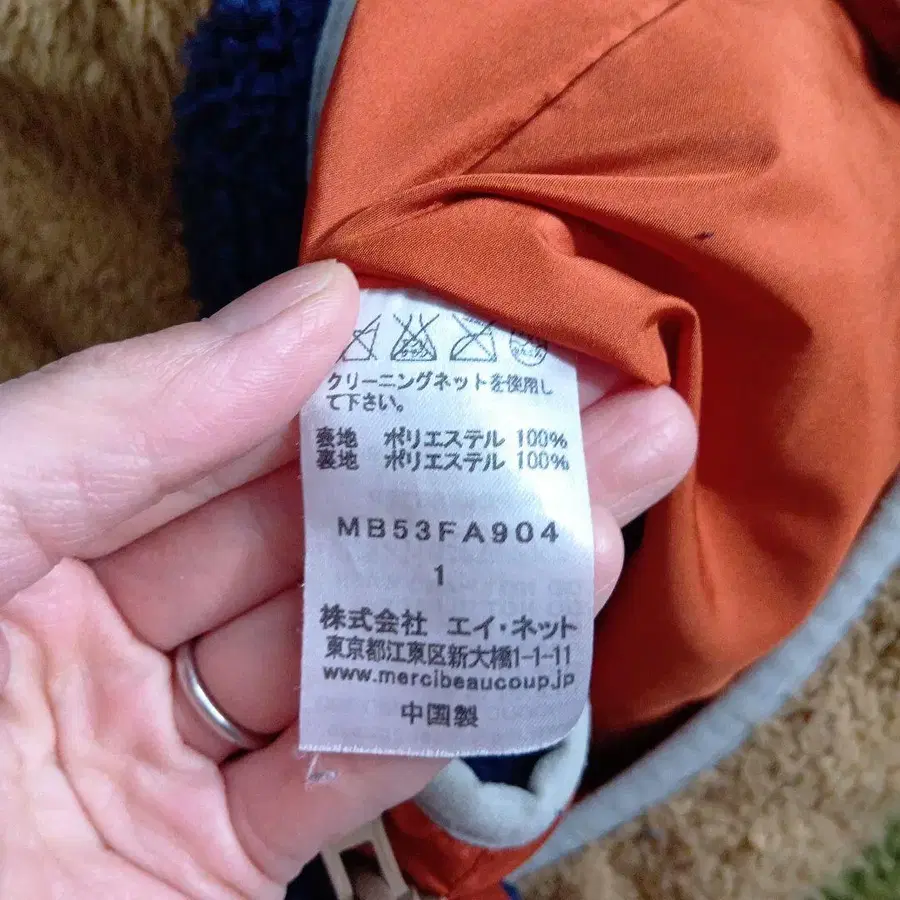 クリーニングネットを使用し
て下さい。
表地 ポリエステル 100%
裏地 ポリエステル 100%
MB53FA904
1
株式会社 エイ・ネット
東京都江東区新大橋1-1-11
www.mercibeaucoup.jp
中国製